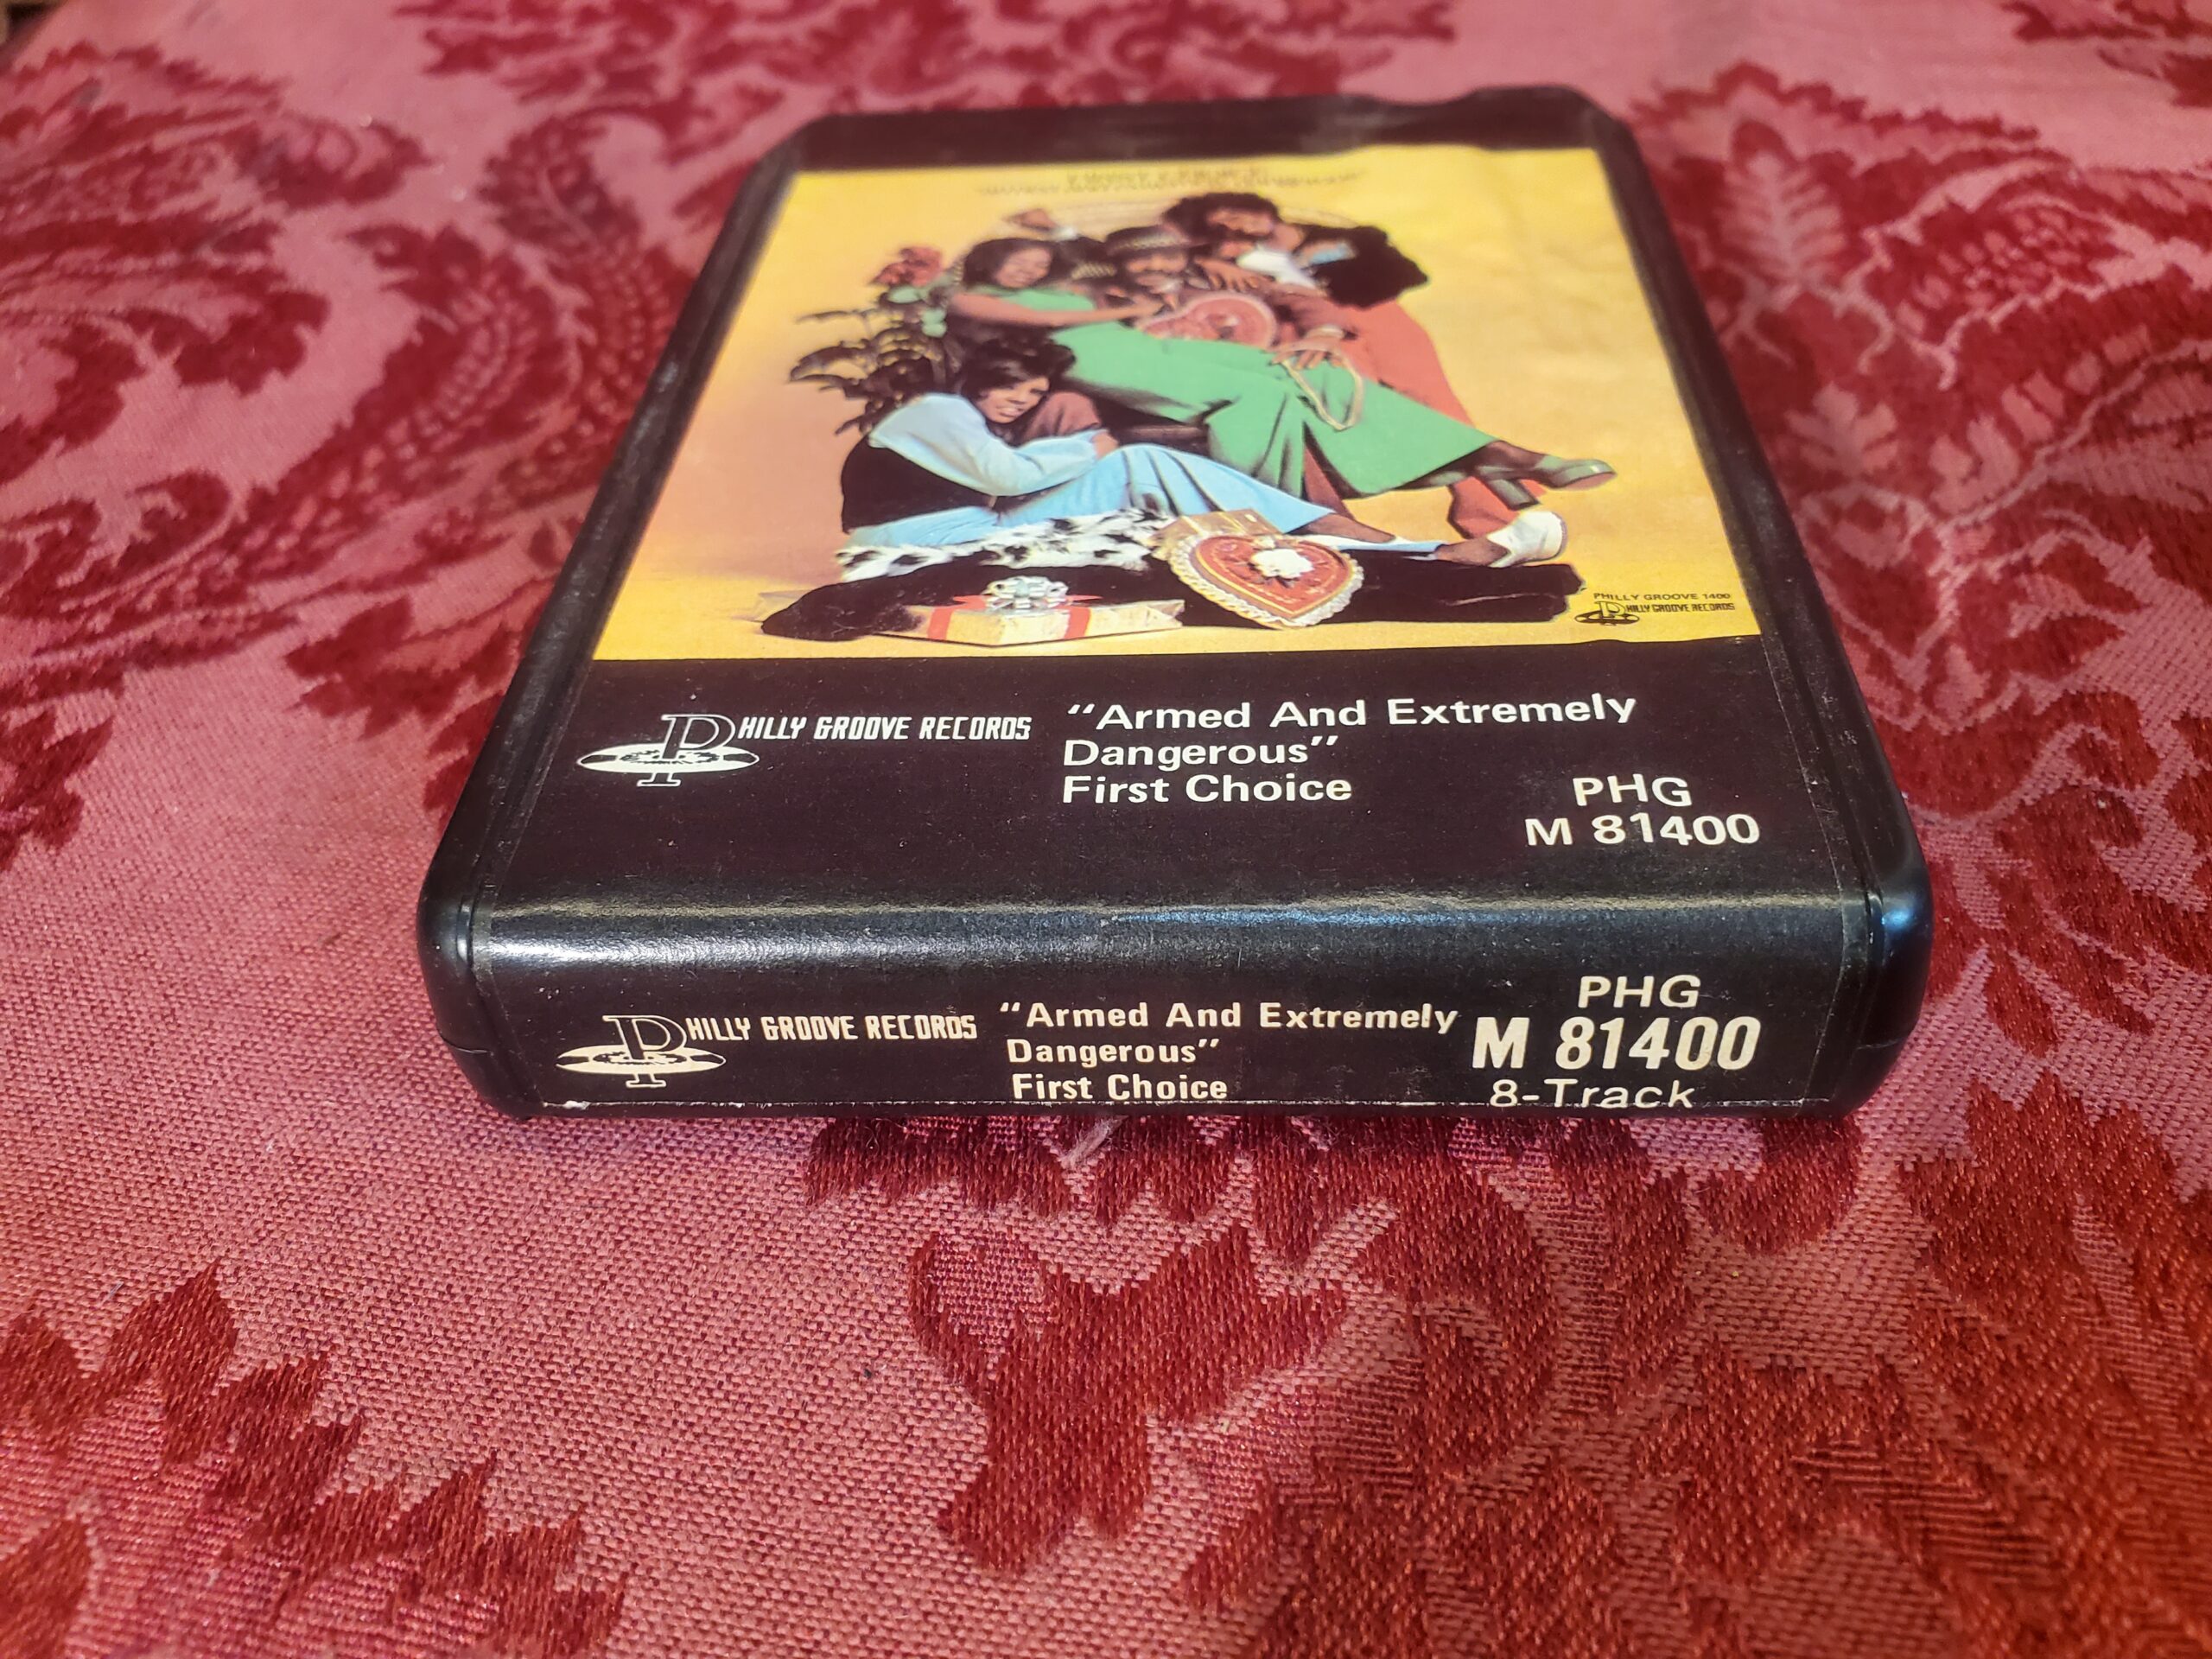 PHILLY GROOVE 1400
PHILLY GROOVE RECORDS
PHILLY GROOVE RECORDS
"Armed And Extremely
Dangerous"
First Choice
PHG
M 81400
PHILLY GROOVE RECORDS
"Armed And Extremely
Dangerous"
First Choice
PHG
M 81400
8-Track